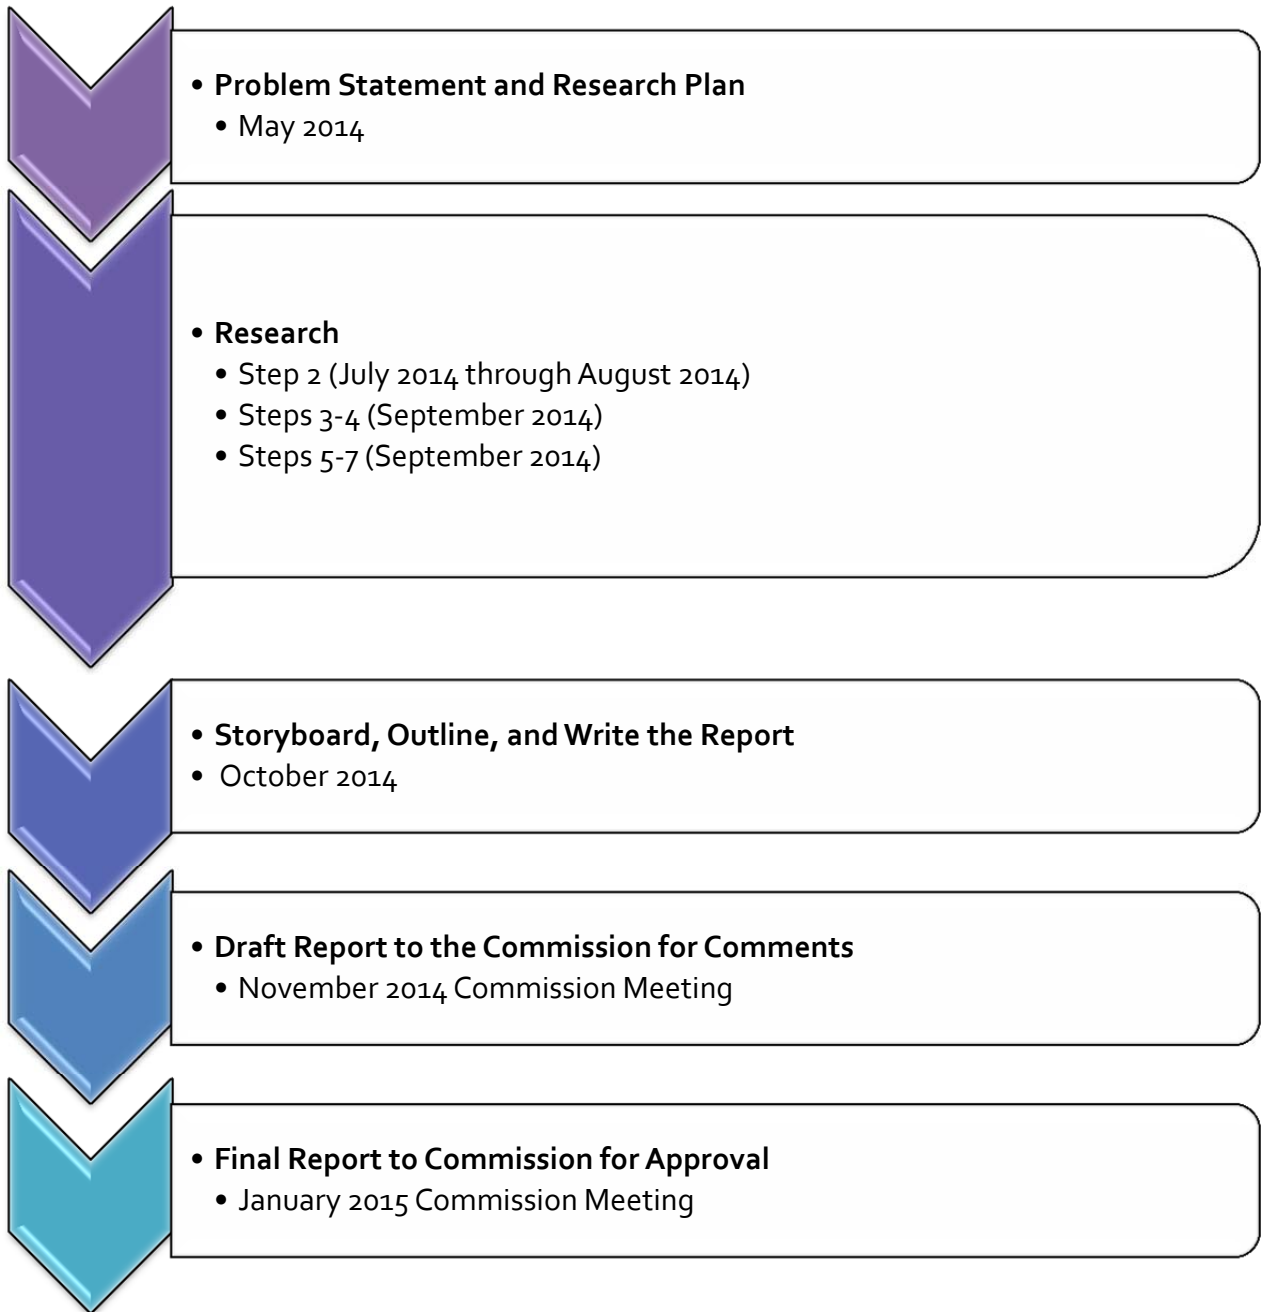 • Problem Statement and Research Plan
• May 2014
• Research
• Step 2 (July 2014 through August 2014)
• Steps 3-4 (September 2014)
• Steps 5-7 (September 2014)
• Storyboard, Outline, and Write the Report
• October 2014
• Draft Report to the Commission for Comments
• November 2014 Commission Meeting
• Final Report to Commission for Approval
• January 2015 Commission Meeting